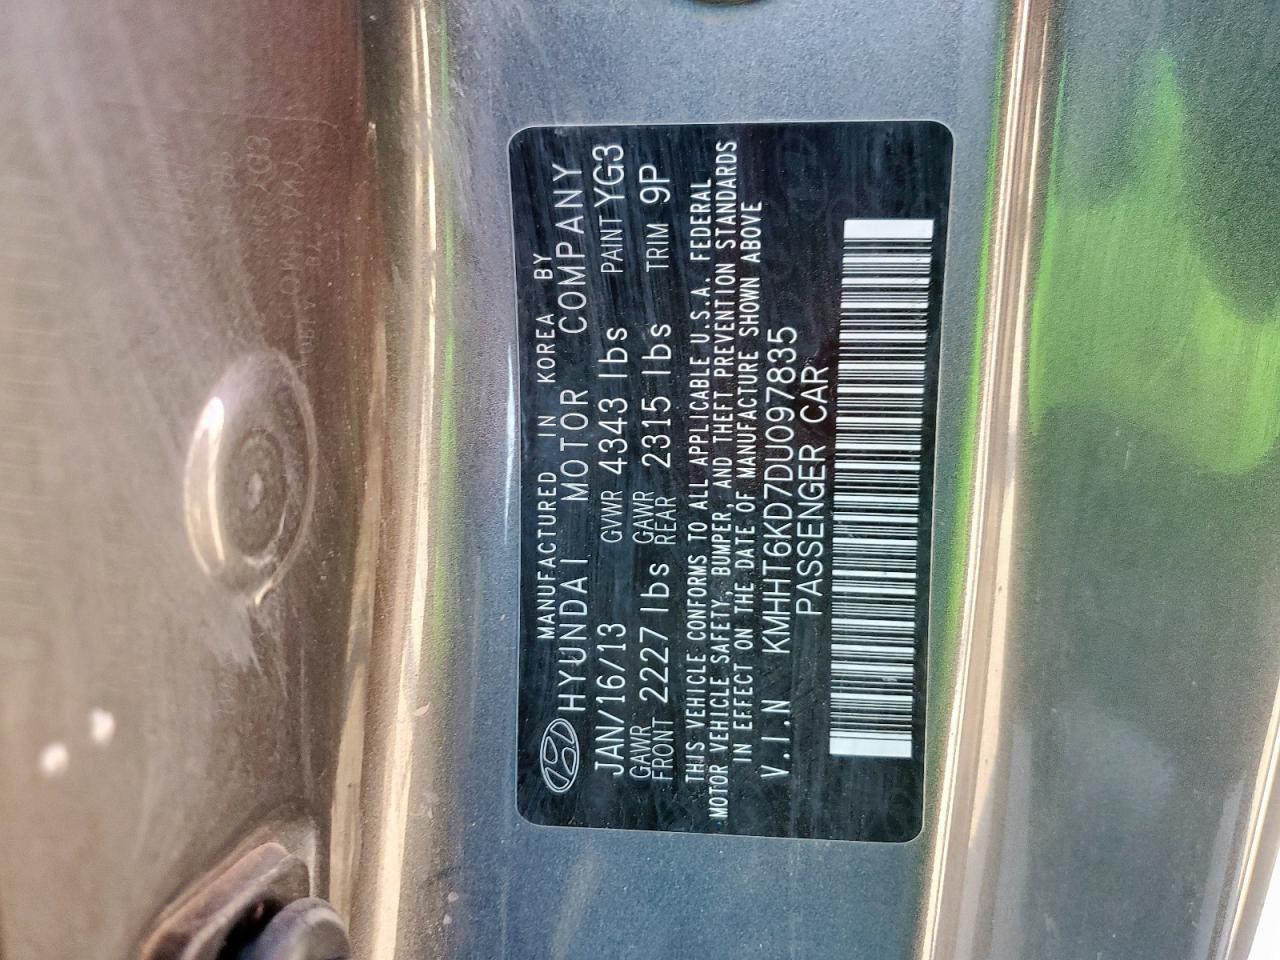 MANUFACTURED IN KOREA BY
HYUNDAI MOTOR COMPANY
JAN/16/13 GVWR 4343 lbs PAINT YG3
GAWR FRONT 2227 lbs GAWR REAR 2315 lbs TRIM 9P
THIS VEHICLE CONFORMS TO ALL APPLICABLE U.S.A. FEDERAL
MOTOR VEHICLE SAFETY, BUMPER, AND THEFT PREVENTION STANDARDS
IN EFFECT ON THE DATE OF MANUFACTURE SHOWN ABOVE
V.I.N KMHHT6KD7DU097835
PASSENGER CAR